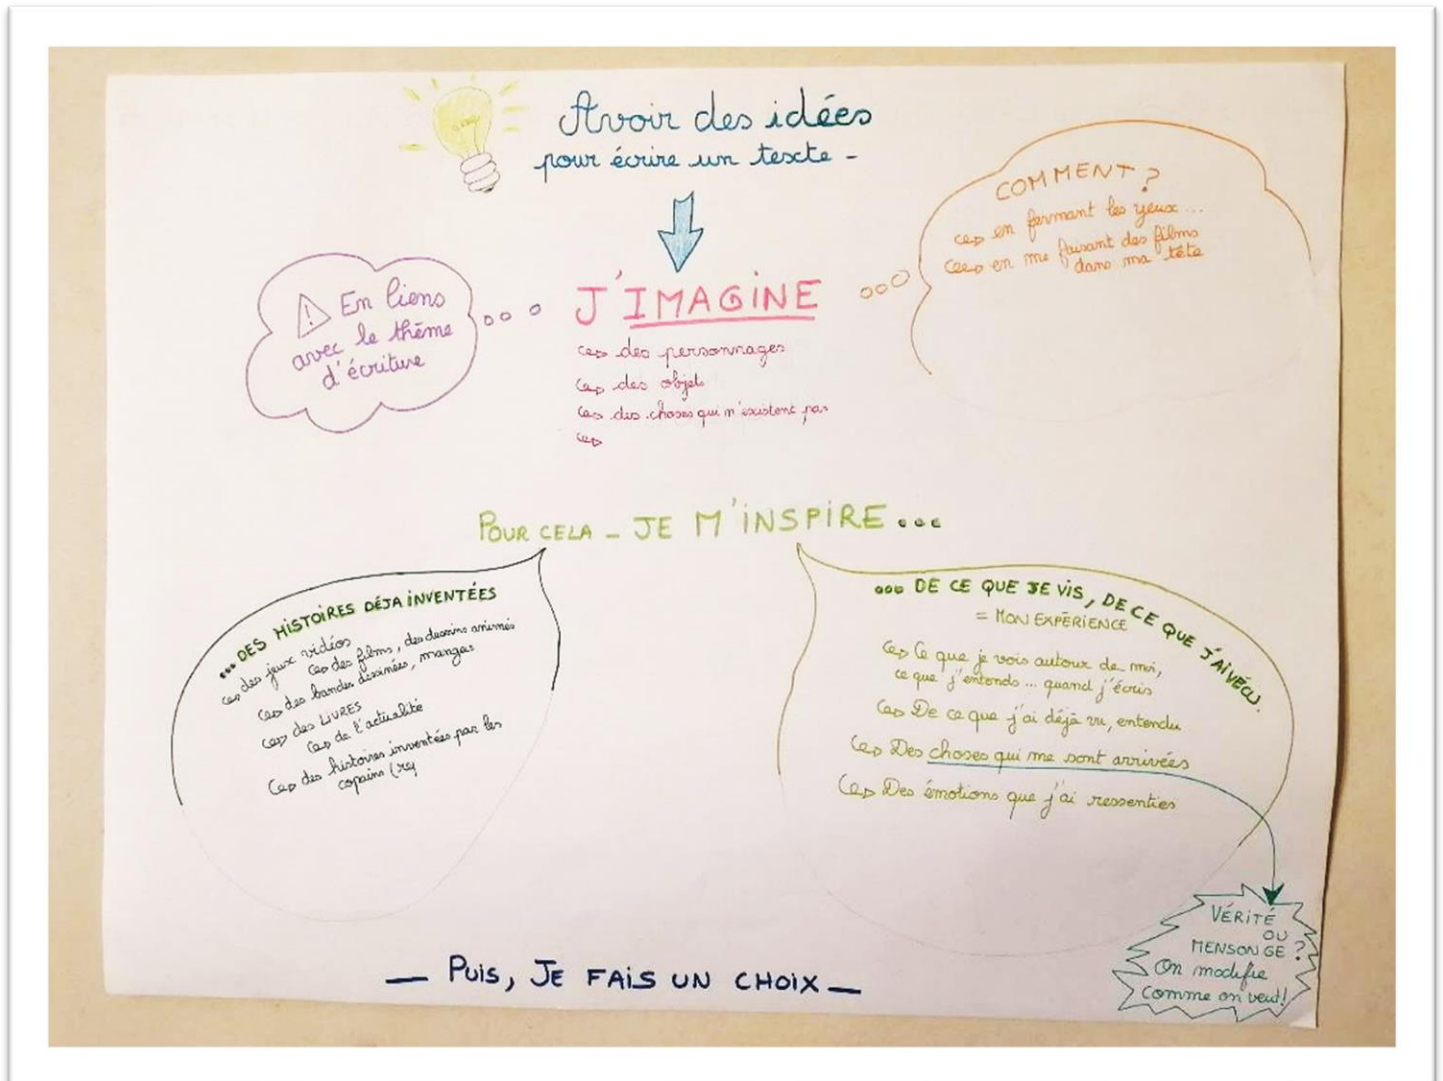 Avoir des idées
pour écrire un texte -
COMMENT ?
en fermant les yeux ...
en me faisant des films
dans ma tête
⚠ En liens
avec le thème
d'écriture
J'IMAGINE
des personnages
des objets
des choses qui n'existent pas
POUR CELA - JE M'INSPIRE ...
... DES HISTOIRES DÉJA INVENTÉES
des jeux vidéos
des films, des dessins animés
des bandes dessinées, mangas
des LIVRES
de l'actualité
des histoires inventées par les
copains (rey
... DE CE QUE JE VIS, DE CE QUE J'AI VÉCU.
= MON EXPÉRIENCE
Ce que je vois autour de moi,
ce que j'entends ... quand j'écris
De ce que j'ai déjà vu, entendu
Des choses qui me sont arrivées
Des émotions que j'ai ressenties
VÉRITÉ
OU
MENSONGE ?
On modifie
comme on veut !
— PUIS, JE FAIS UN CHOIX —